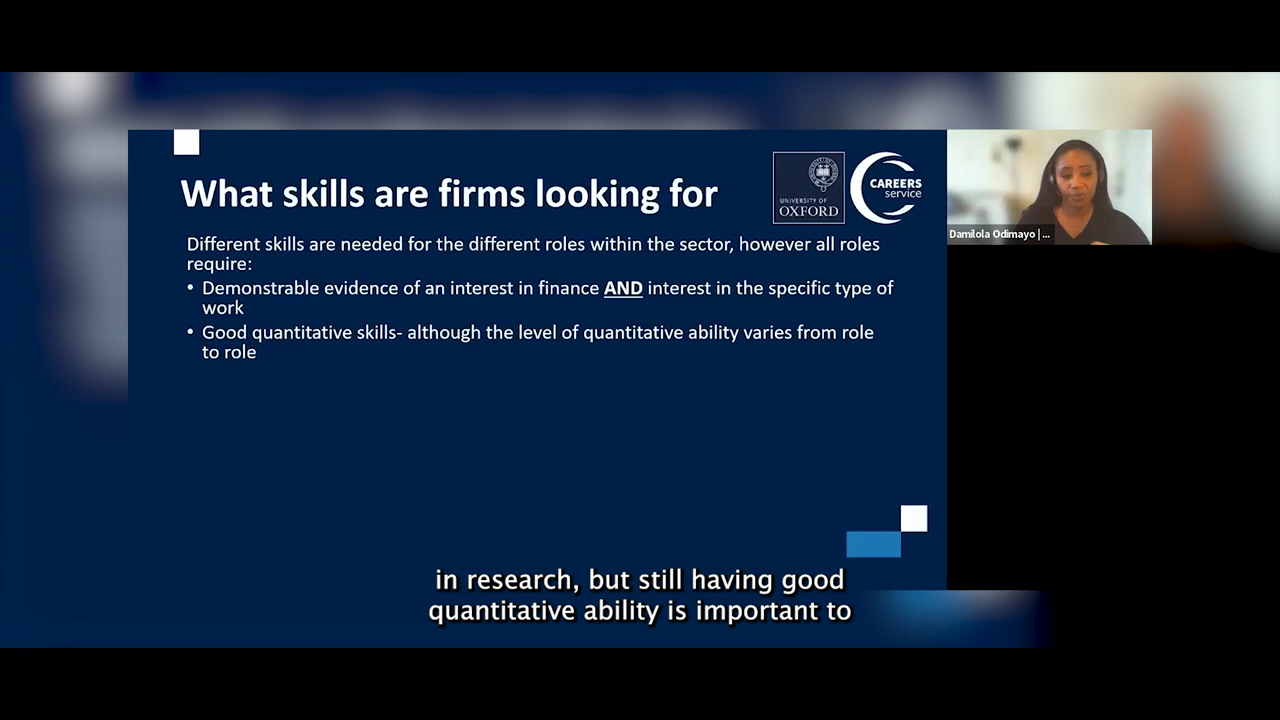 What skills are firms looking for
UNIVERSITY OF
OXFORD
CAREERS
service
Different skills are needed for the different roles within the sector, however all roles
require:
• Demonstrable evidence of an interest in finance AND interest in the specific type of
work
• Good quantitative skills- although the level of quantitative ability varies from role
to role
Damilola Odimayo | ...
in research, but still having good
quantitative ability is important to